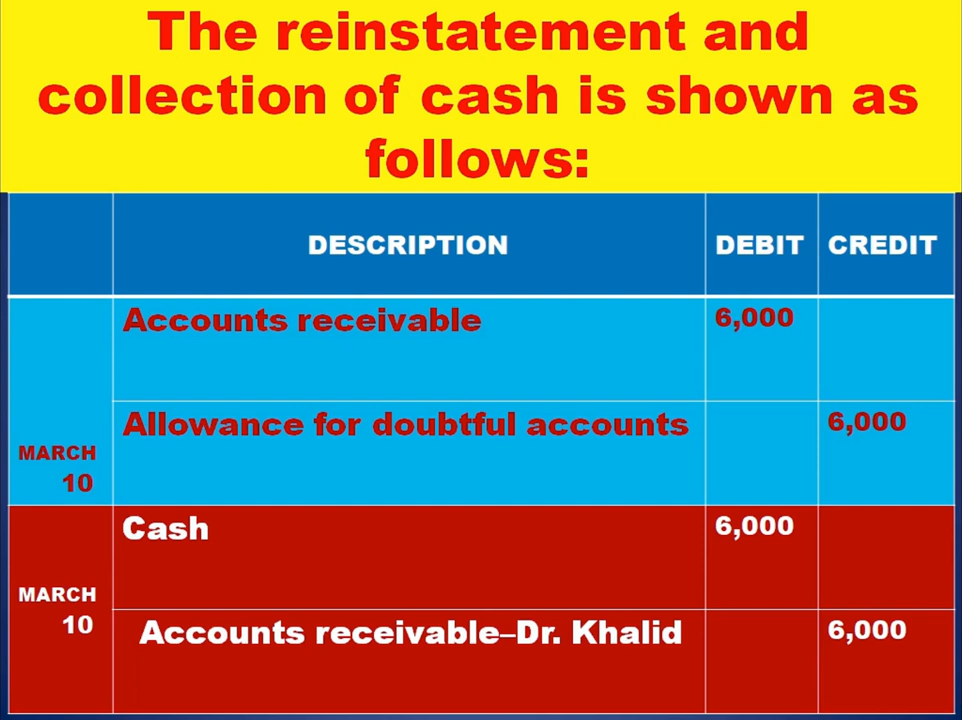 The reinstatement and
collection of cash is shown as
follows:
DESCRIPTION DEBIT CREDIT
Accounts receivable 6,000
Allowance for doubtful accounts 6,000
MARCH
10
Cash 6,000
MARCH
10
Accounts receivable–Dr. Khalid 6,000